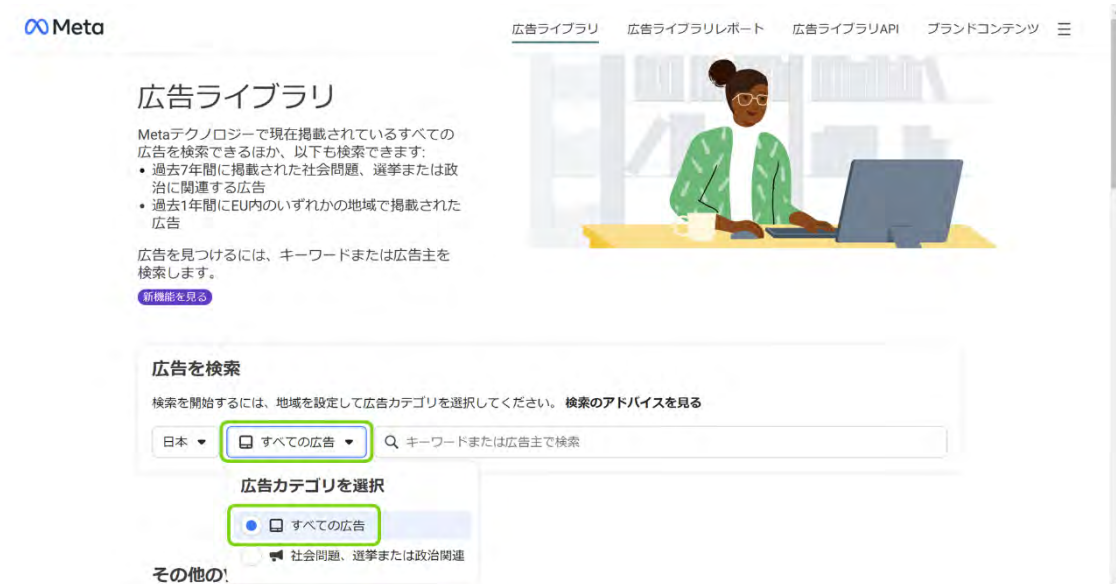 Meta
広告ライブラリ 広告ライブラリレポート 広告ライブラリAPI ブランドコンテンツ
広告ライブラリ
Metaテクノロジーで現在掲載されているすべての
広告を検索できるほか、以下も検索できます:
• 過去7年間に掲載された社会問題、選挙または政
治に関連する広告
• 過去1年間にEU内のいずれかの地域で掲載された
広告
広告を見つけるには、キーワードまたは広告主を
検索します。
新機能を見る
広告を検索
検索を開始するには、地域を設定して広告カテゴリを選択してください。 検索のアドバイスを見る
日本 すべての広告 キーワードまたは広告主で検索
広告カテゴリを選択
すべての広告
社会問題、選挙または政治関連
その他の